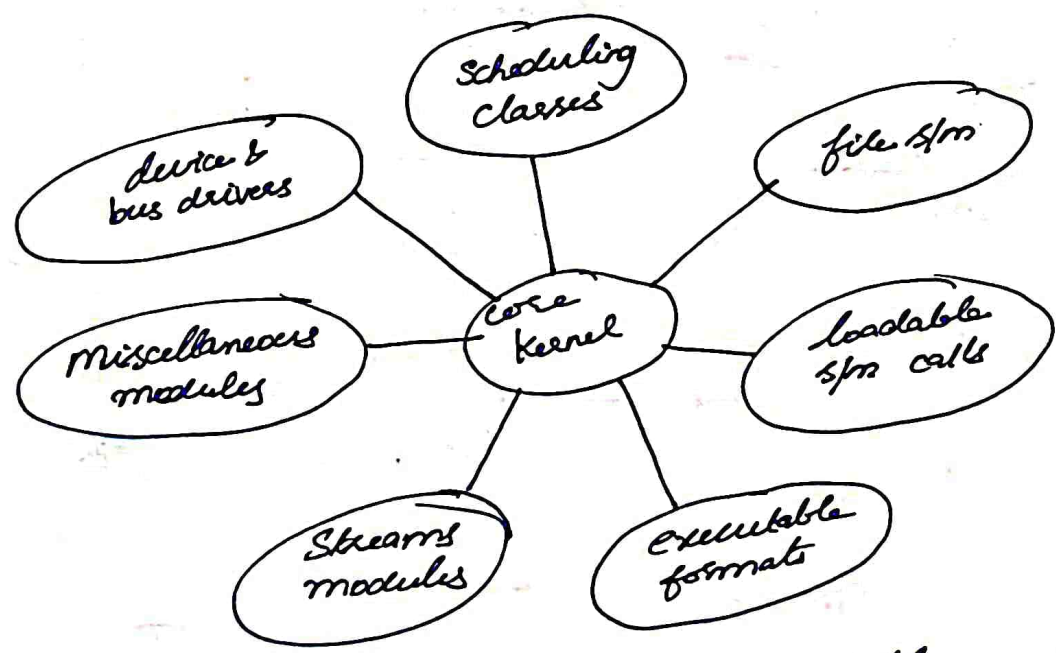 Scheduling
classes
device &
bus drivers
file s/m
core
kernel
loadable
s/m calls
Miscellaneous
modules
Streams
modules
executable
formats